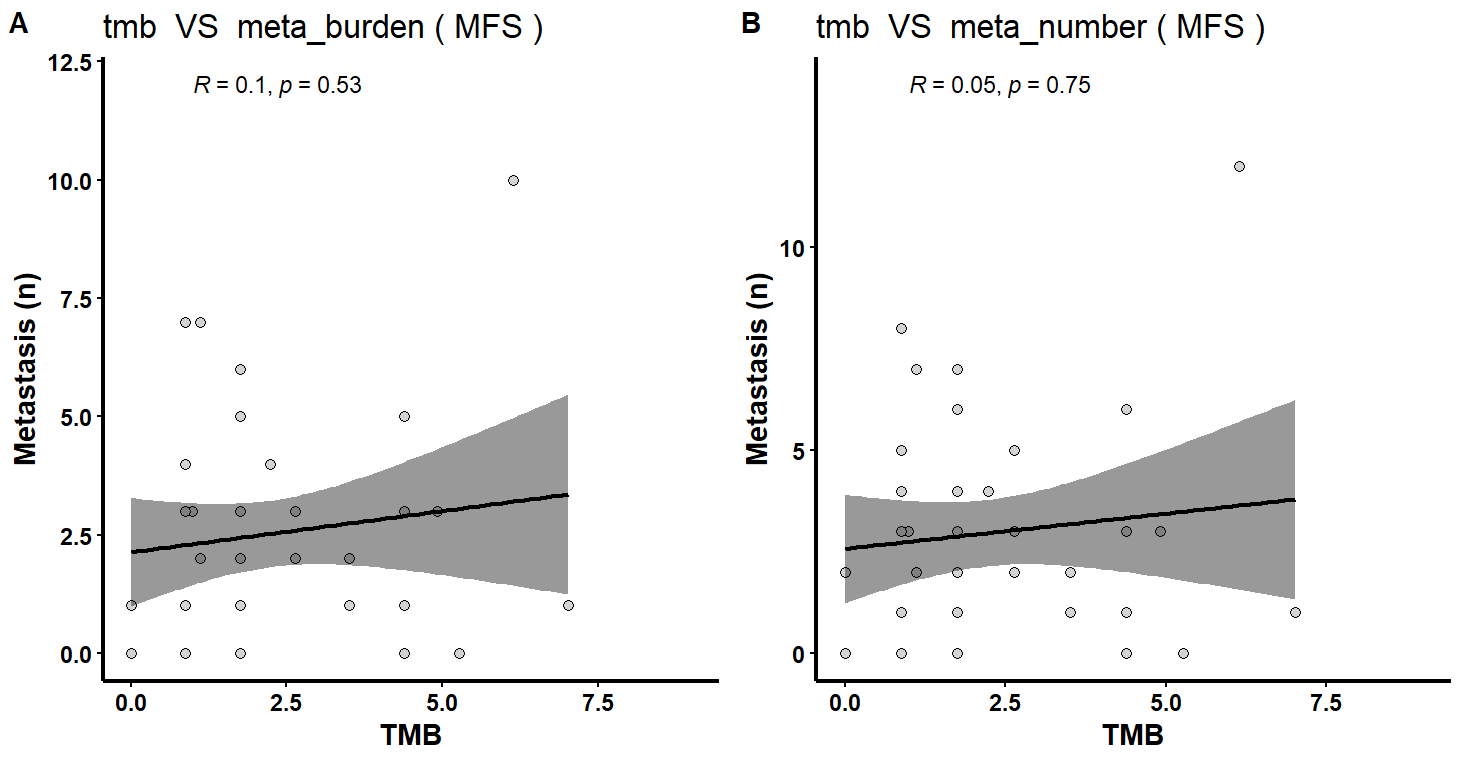 A
tmb VS meta_burden ( MFS )
R = 0.1, p = 0.53
12.5
10.0
7.5
5.0
2.5
0.0
Metastasis (n)
0.0 2.5 5.0 7.5
TMB
B
tmb VS meta_number ( MFS )
R = 0.05, p = 0.75
10
5
0
Metastasis (n)
0.0 2.5 5.0 7.5
TMB